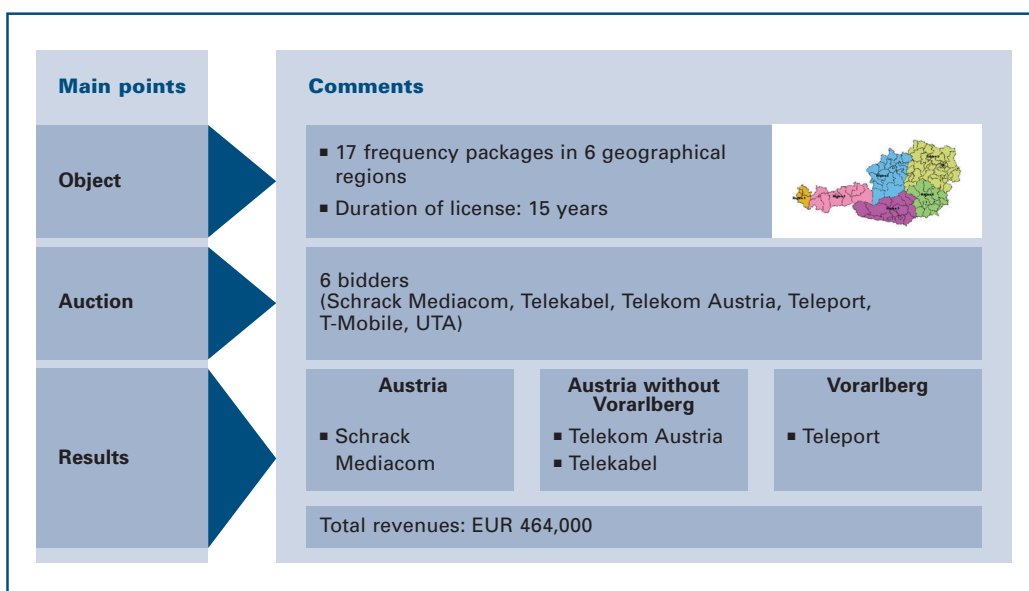 Main points
Comments
Object
▪ 17 frequency packages in 6 geographical
regions
▪ Duration of license: 15 years
Auction
6 bidders
(Schrack Mediacom, Telekabel, Telekom Austria, Teleport,
T-Mobile, UTA)
Results
Austria
▪ Schrack
Mediacom
Austria without
Vorarlberg
▪ Telekom Austria
▪ Telekabel
Vorarlberg
▪ Teleport
Total revenues: EUR 464,000